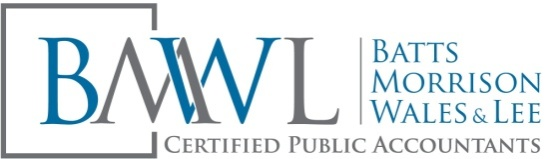 BMWL
BATTS
MORRISON
WALES & LEE
CERTIFIED PUBLIC ACCOUNTANTS